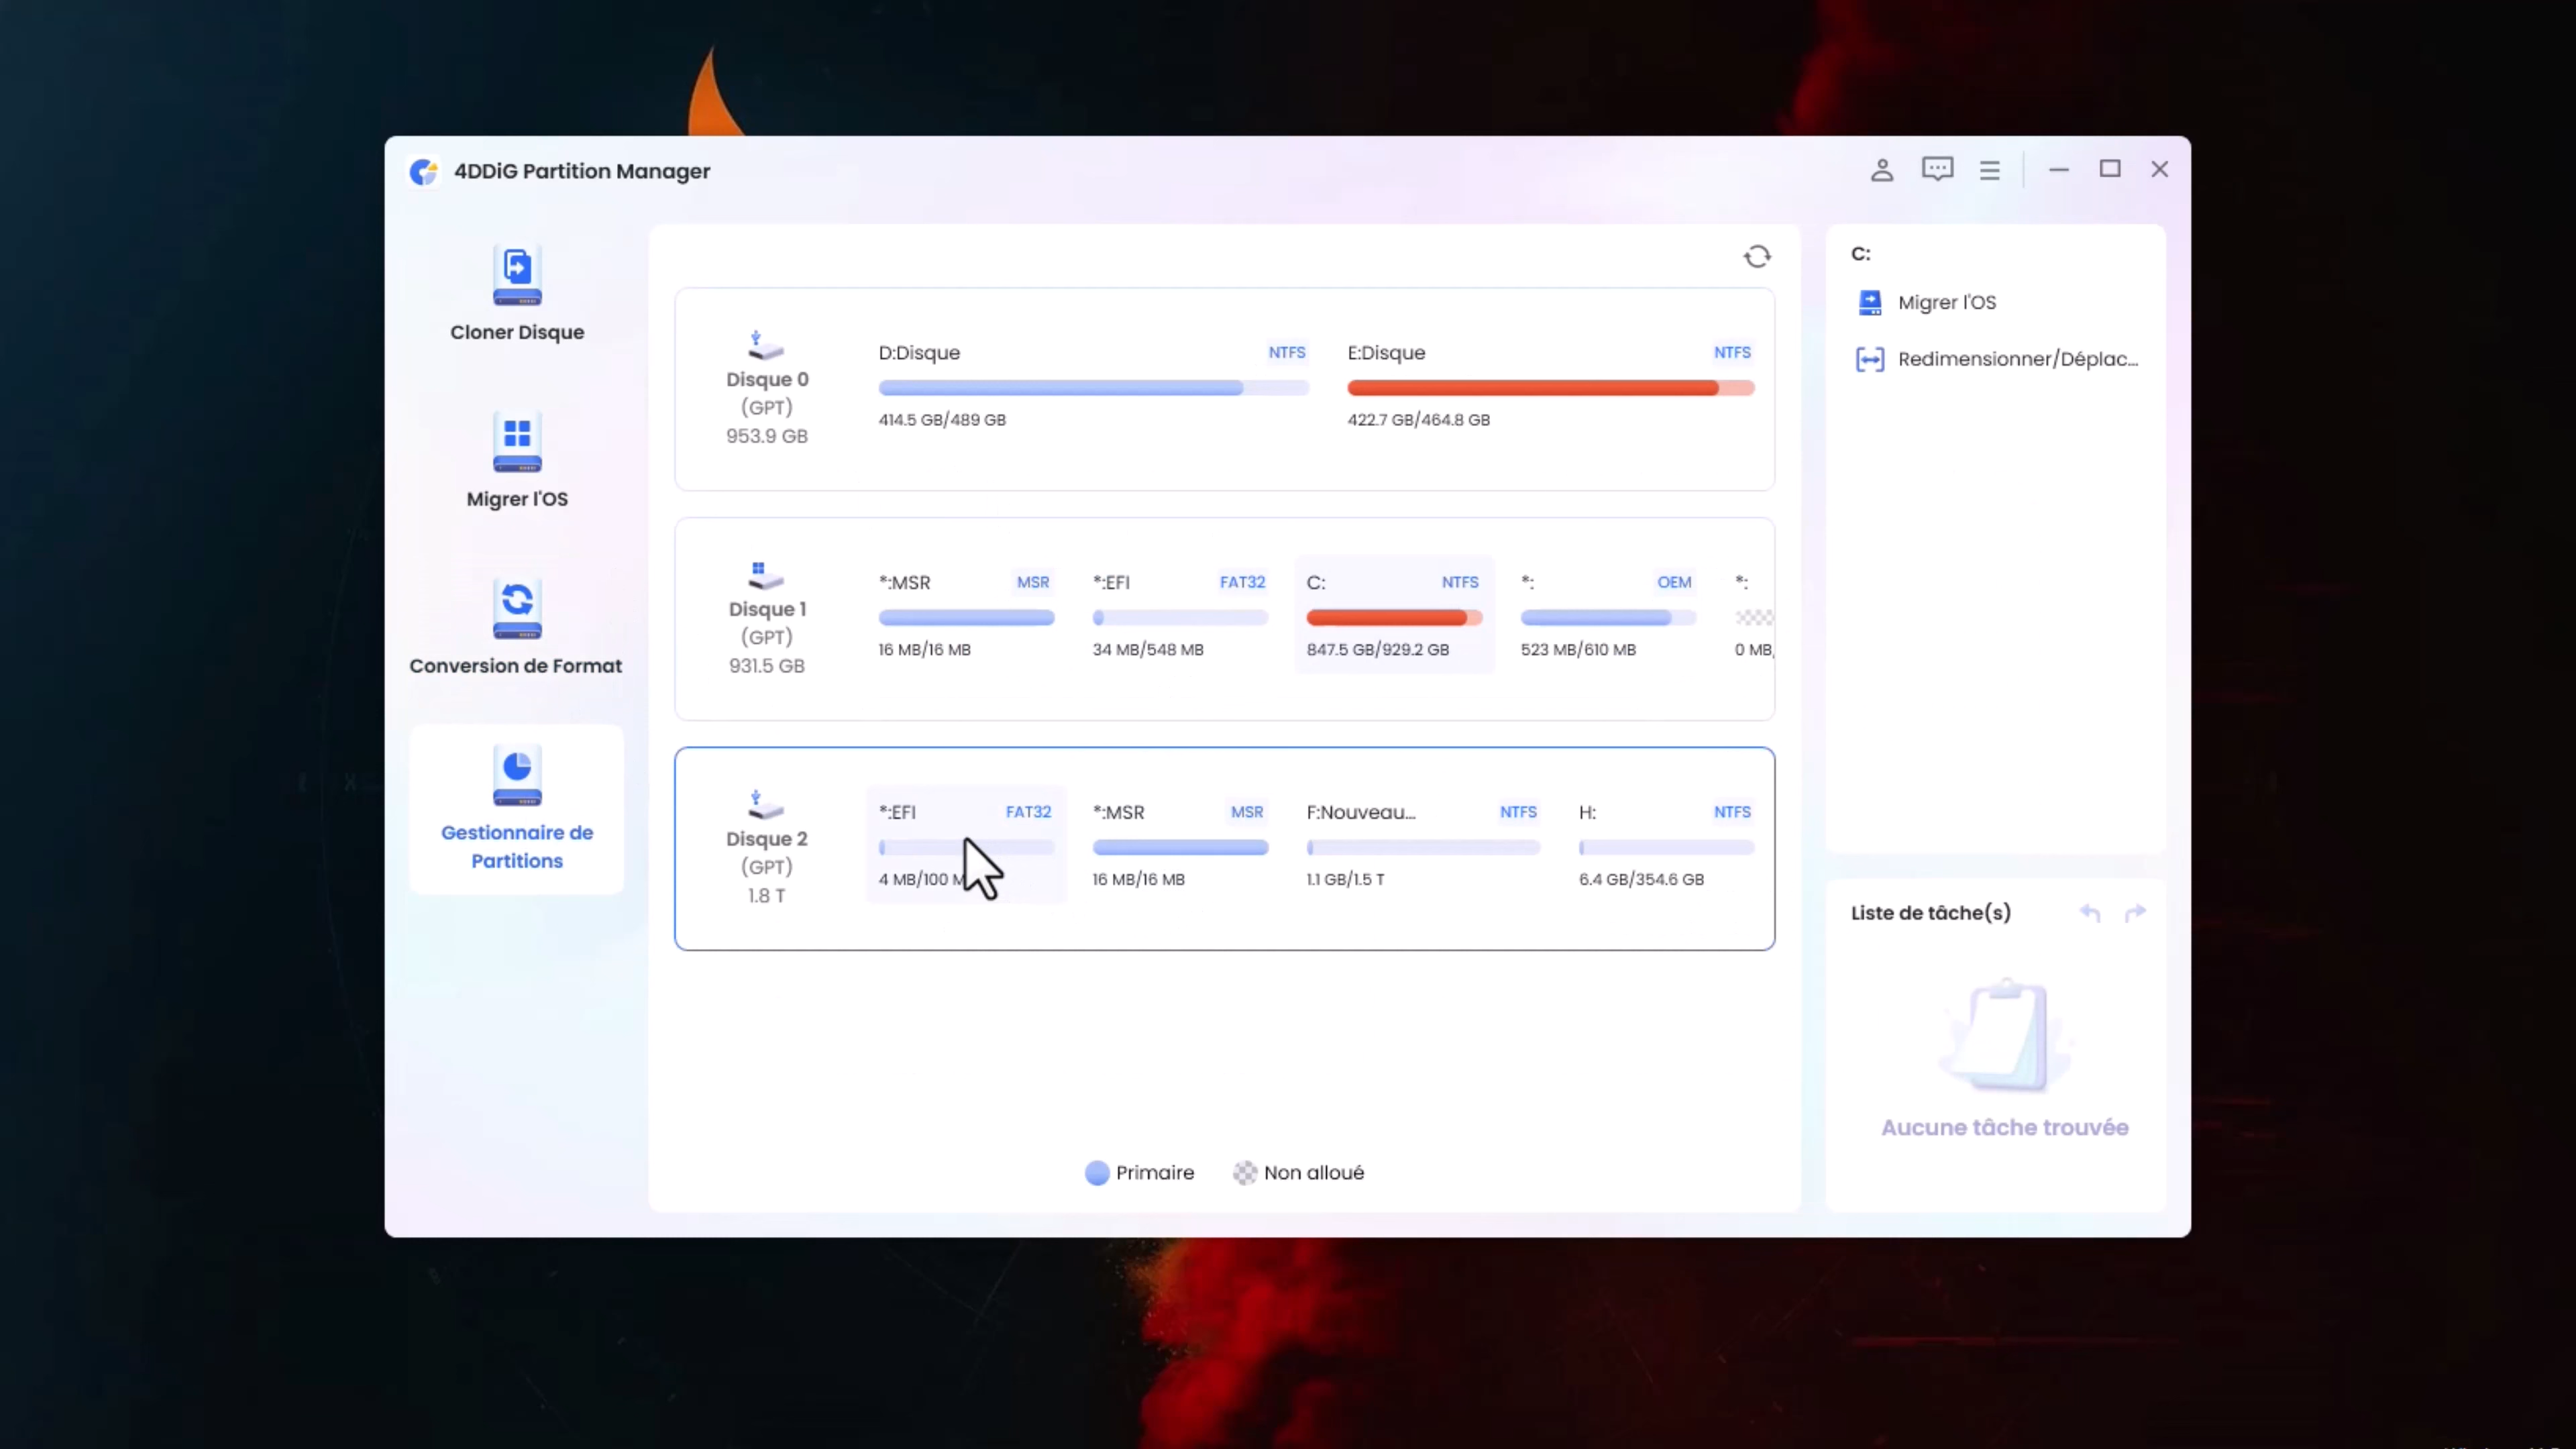 4DDiG Partition Manager
Cloner Disque
Migrer l'OS
Conversion de Format
Gestionnaire de
Partitions
Disque 0
(GPT)
953.9 GB
D:Disque NTFS
414.5 GB/489 GB
E:Disque NTFS
422.7 GB/464.8 GB
Disque 1
(GPT)
931.5 GB
*:MSR MSR
16 MB/16 MB
*:EFI FAT32
34 MB/548 MB
C: NTFS
847.5 GB/929.2 GB
*: OEM
523 MB/610 MB
*:
0 MB,
Disque 2
(GPT)
1.8 T
*:EFI FAT32
4 MB/100 M
*:MSR MSR
16 MB/16 MB
F:Nouveau... NTFS
1.1 GB/1.5 T
H: NTFS
6.4 GB/354.6 GB
Primaire
Non alloué
C:
Migrer l'OS
Redimensionner/Déplac...
Liste de tâche(s)
Aucune tâche trouvée